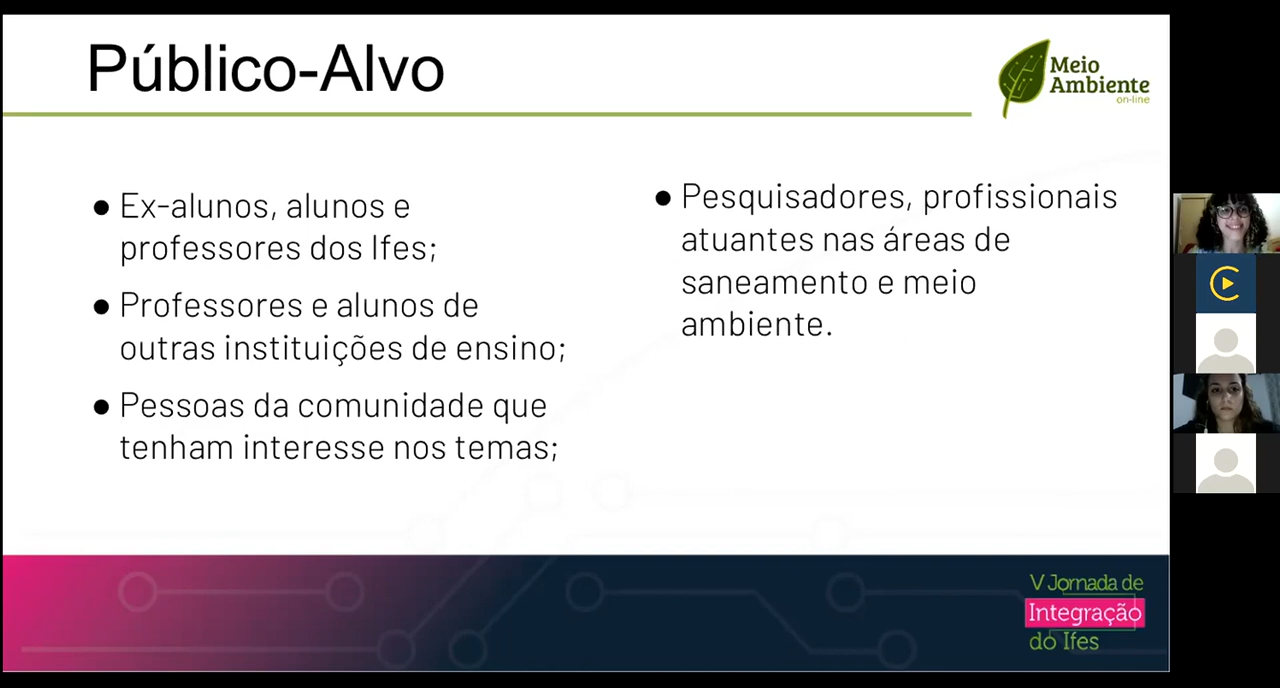 Público-Alvo
Meio
Ambiente
on-line
● Ex-alunos, alunos e
professores dos Ifes;
● Professores e alunos de
outras instituições de ensino;
● Pessoas da comunidade que
tenham interesse nos temas;
● Pesquisadores, profissionais
atuantes nas áreas de
saneamento e meio
ambiente.
V Jornada de
Integração
do Ifes